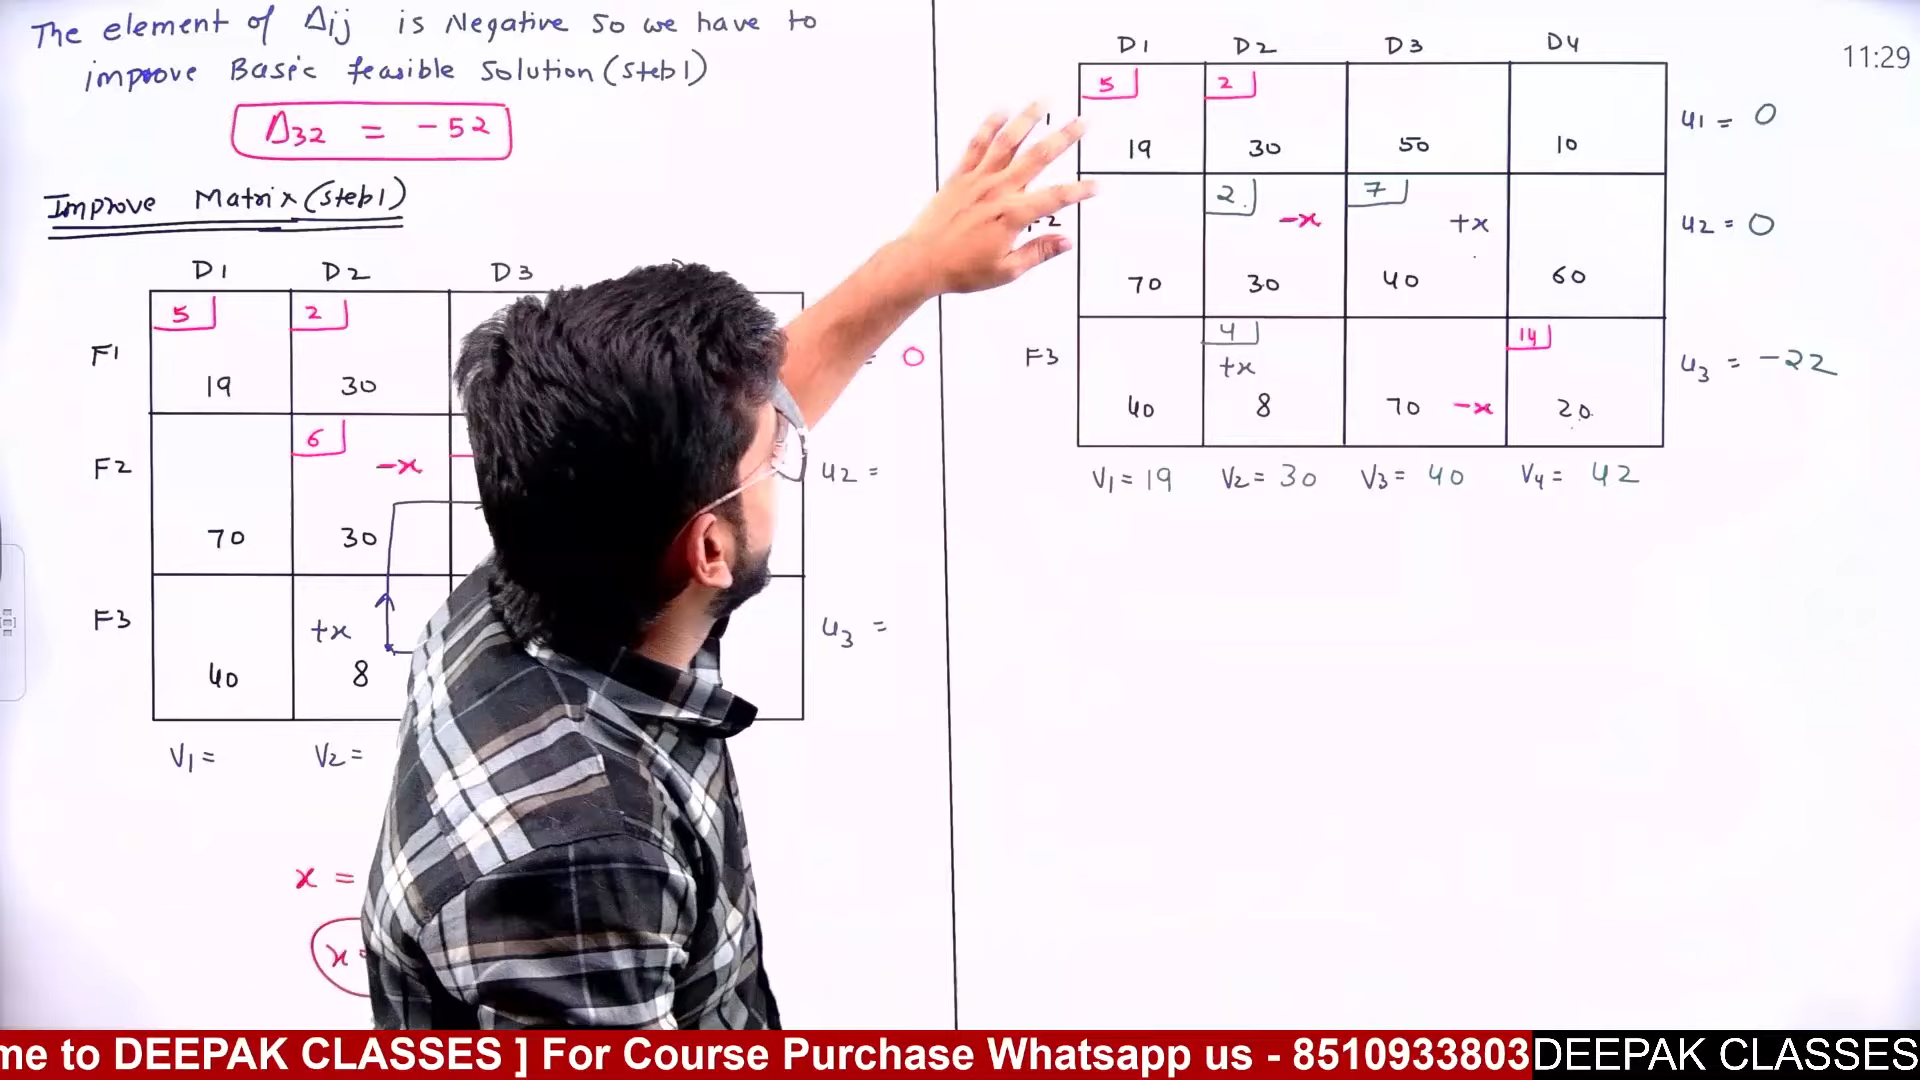 The element of Δij is Negative So we have to
improve Basic feasible Solution (Steb1)
Δ32 = -52
Improve Matrix (Steb1)
D1 D2 D3
5 2
F1 19 30 = 0
6 -x
F2 70 30 u2 =
+x
F3 40 8 u3 =
V1 = V2 =
x =
x
11:29
D1 D2 D3 D4
5 2
1 19 30 50 10 u1 = 0
2 -x 7 +x
F2 70 30 40 60 u2 = 0
4 14
F3 +x u3 = -22
40 8 70 -x 20
V1 = 19 V2 = 30 V3 = 40 V4 = 42
me to DEEPAK CLASSES ] For Course Purchase Whatsapp us - 8510933803 DEEPAK CLASSES